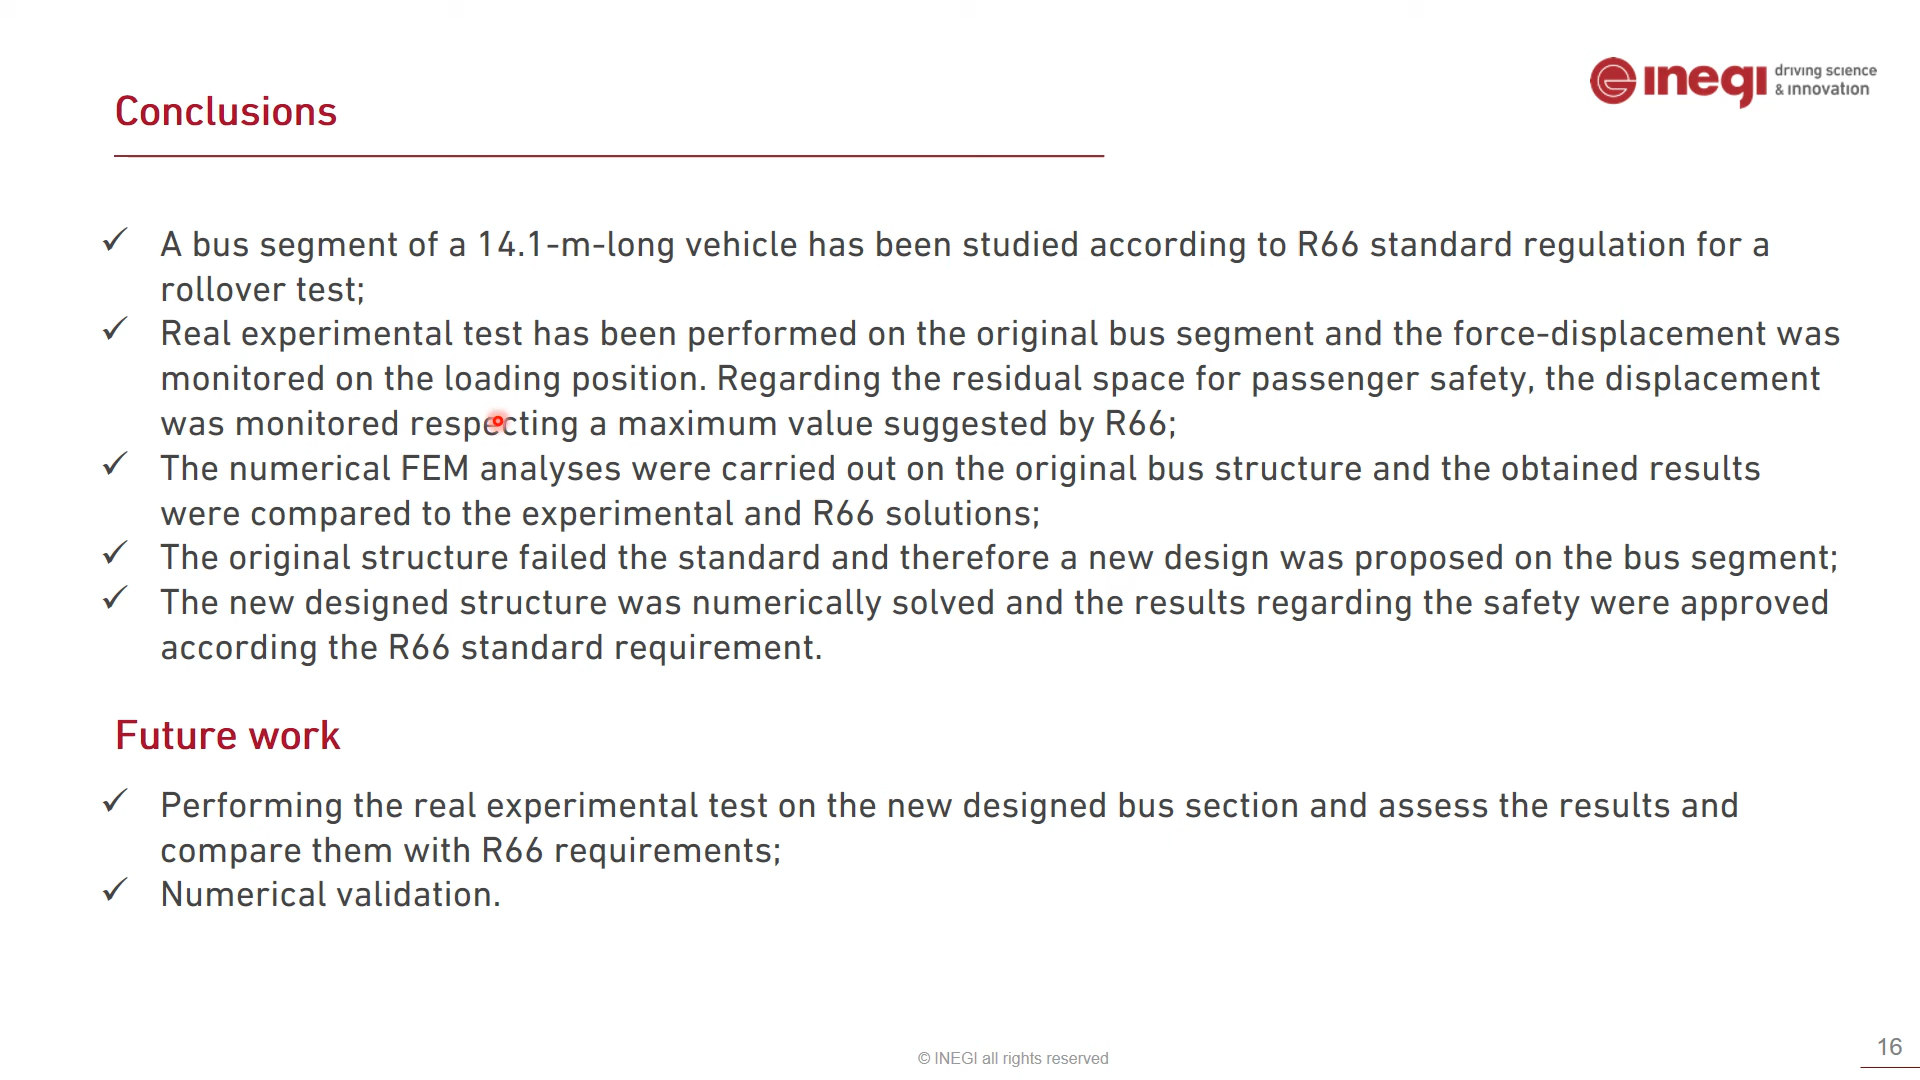 inegi driving science
& innovation
Conclusions
✓ A bus segment of a 14.1-m-long vehicle has been studied according to R66 standard regulation for a
rollover test;
✓ Real experimental test has been performed on the original bus segment and the force-displacement was
monitored on the loading position. Regarding the residual space for passenger safety, the displacement
was monitored respecting a maximum value suggested by R66;
✓ The numerical FEM analyses were carried out on the original bus structure and the obtained results
were compared to the experimental and R66 solutions;
✓ The original structure failed the standard and therefore a new design was proposed on the bus segment;
✓ The new designed structure was numerically solved and the results regarding the safety were approved
according the R66 standard requirement.
Future work
✓ Performing the real experimental test on the new designed bus section and assess the results and
compare them with R66 requirements;
✓ Numerical validation.
© INEGI all rights reserved
16